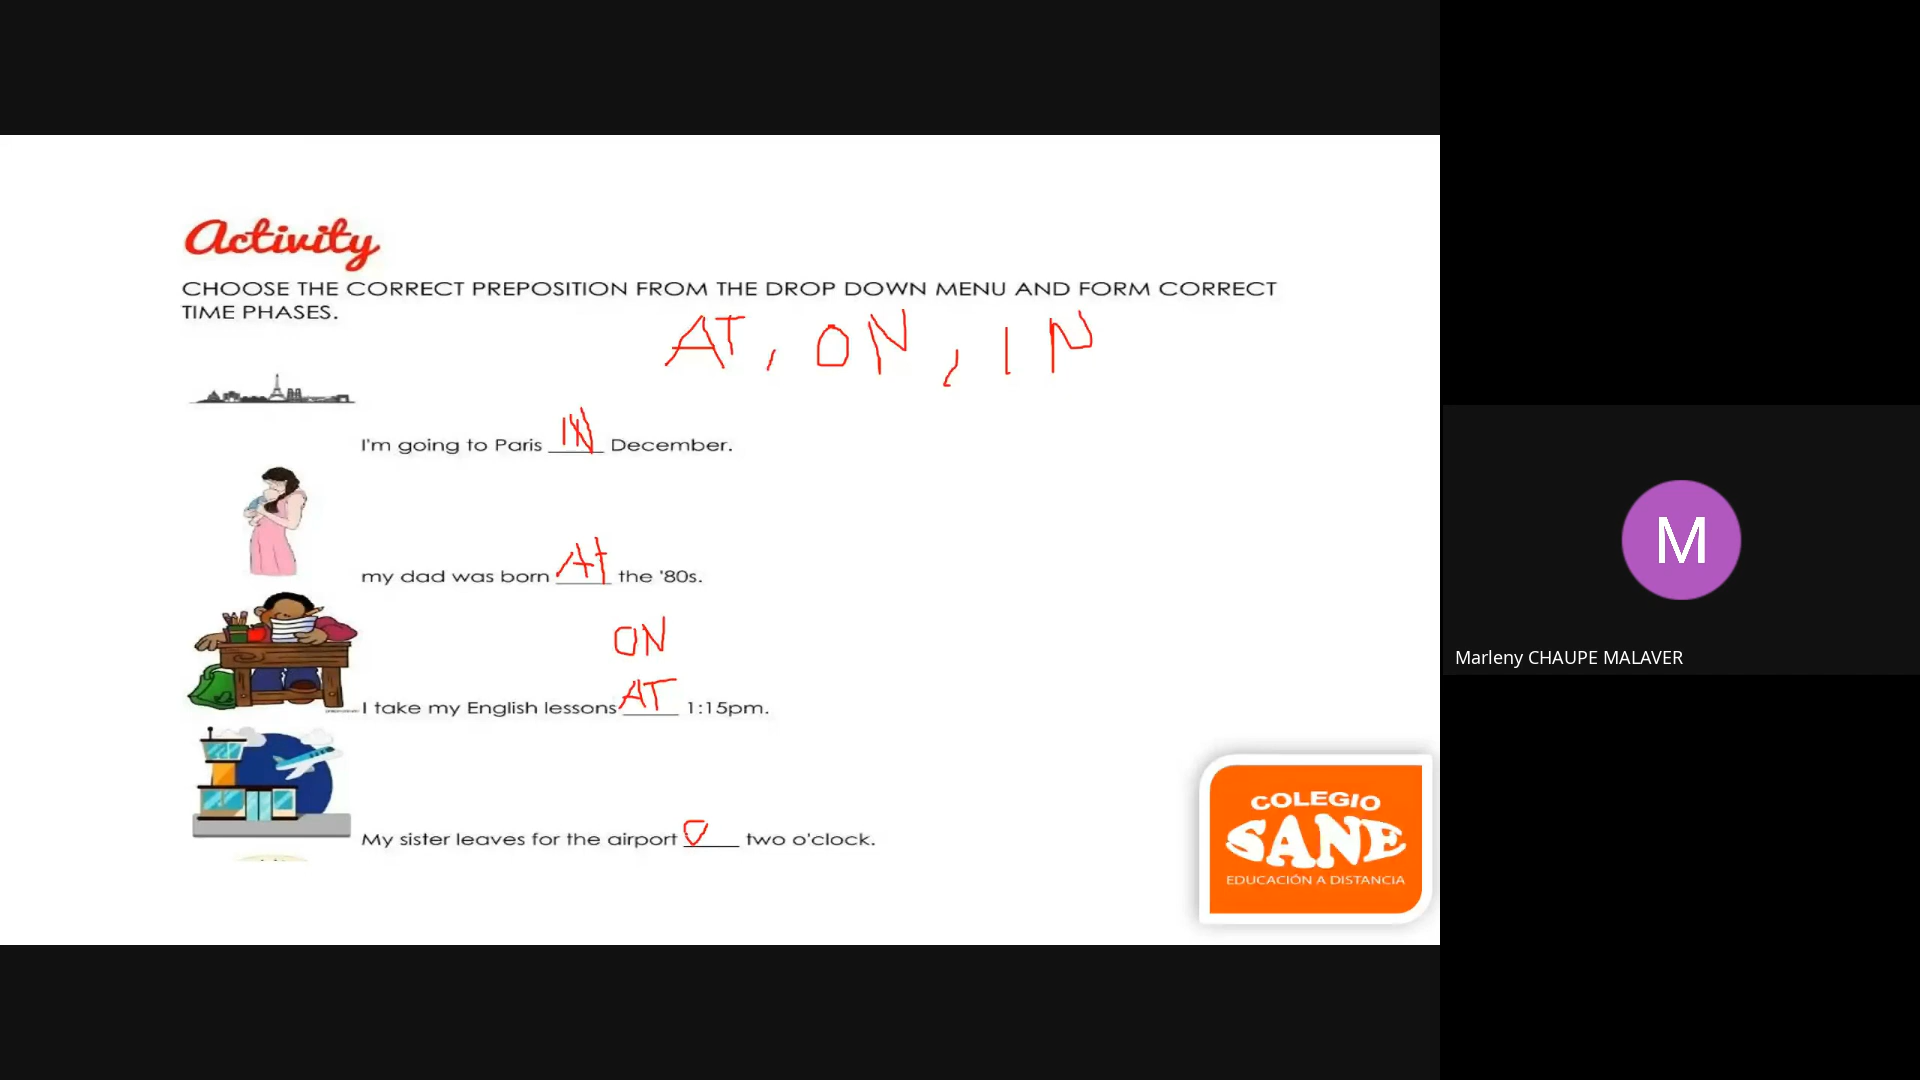 Activity
CHOOSE THE CORRECT PREPOSITION FROM THE DROP DOWN MENU AND FORM CORRECT
TIME PHASES.
AT, ON, IN
I'm going to Paris IN December.
my dad was born At the '80s.
ON
I take my English lessons AT 1:15pm.
My sister leaves for the airport O two o'clock.
COLEGIO
SANE
EDUCACIÓN A DISTANCIA
M
Marleny CHAUPE MALAVER